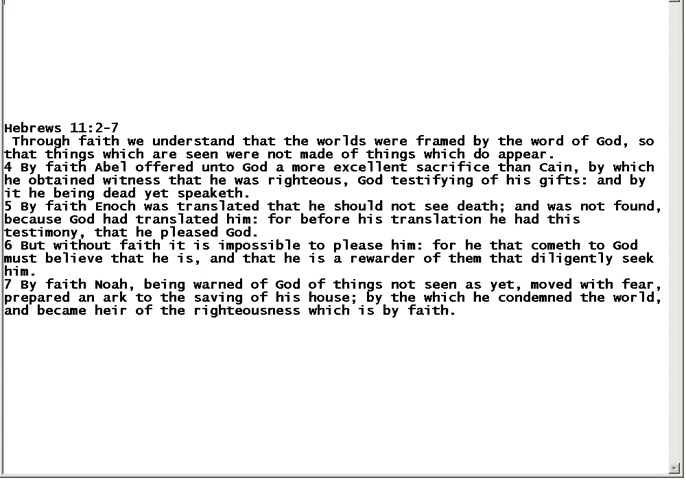 Hebrews 11:2-7
Through faith we understand that the worlds were framed by the word of God, so
that things which are seen were not made of things which do appear.
4 By faith Abel offered unto God a more excellent sacrifice than Cain, by which
he obtained witness that he was righteous, God testifying of his gifts: and by
it he being dead yet speaketh.
5 By faith Enoch was translated that he should not see death; and was not found,
because God had translated him: for before his translation he had this
testimony, that he pleased God.
6 But without faith it is impossible to please him: for he that cometh to God
must believe that he is, and that he is a rewarder of them that diligently seek
him.
7 By faith Noah, being warned of God of things not seen as yet, moved with fear,
prepared an ark to the saving of his house; by the which he condemned the world,
and became heir of the righteousness which is by faith.